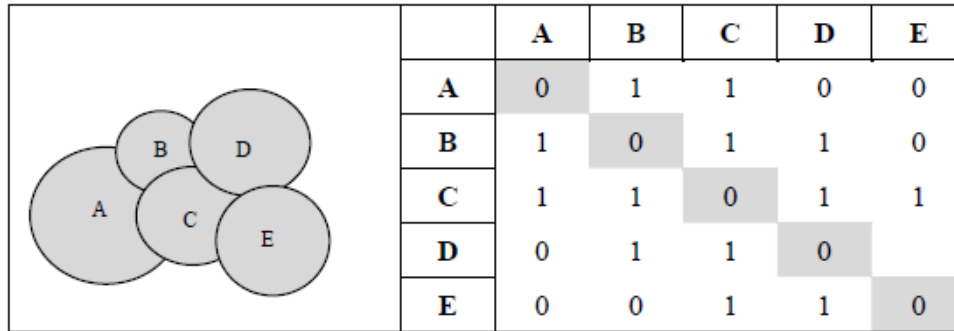 A B C D E
A 0 1 1 0 0
B 1 0 1 1 0
C 1 1 0 1 1
D 0 1 1 0
E 0 0 1 1 0
B D
A C
E